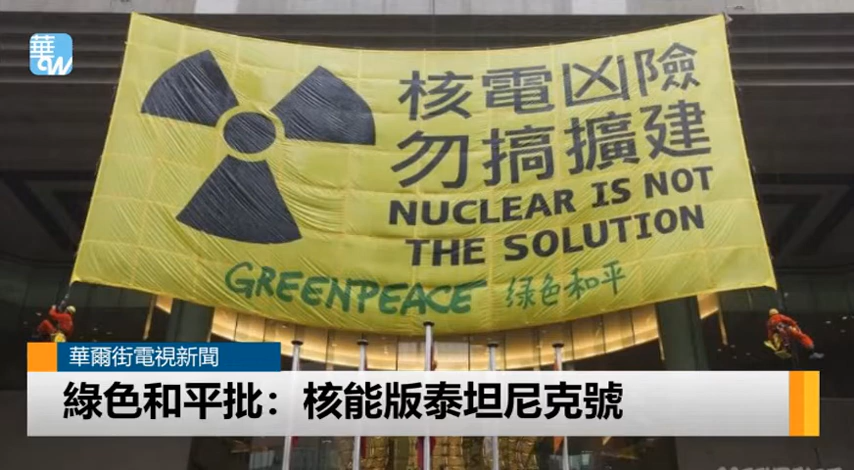 華
核電凶險
勿搞擴建
NUCLEAR IS NOT
THE SOLUTION
GREENPEACE 綠色和平
華爾街電視新聞
綠色和平批：核能版泰坦尼克號